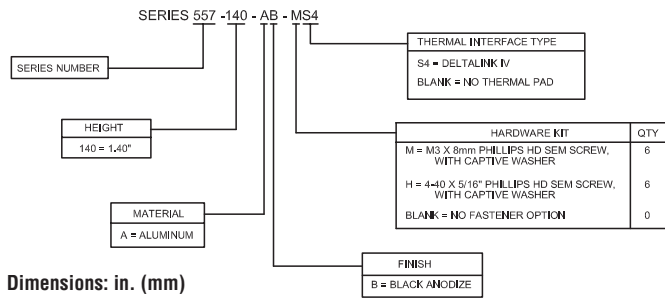 SERIES 557 -140 - AB - MS4
THERMAL INTERFACE TYPE
S4 = DELTALINK IV
BLANK = NO THERMAL PAD
SERIES NUMBER
HEIGHT
140 = 1.40"
HARDWARE KIT QTY
M = M3 X 8mm PHILLIPS HD SEM SCREW, 6
WITH CAPTIVE WASHER
H = 4-40 X 5/16" PHILLIPS HD SEM SCREW, 6
WITH CAPTIVE WASHER
BLANK = NO FASTENER OPTION 0
MATERIAL
A = ALUMINUM
FINISH
B = BLACK ANODIZE
Dimensions: in. (mm)